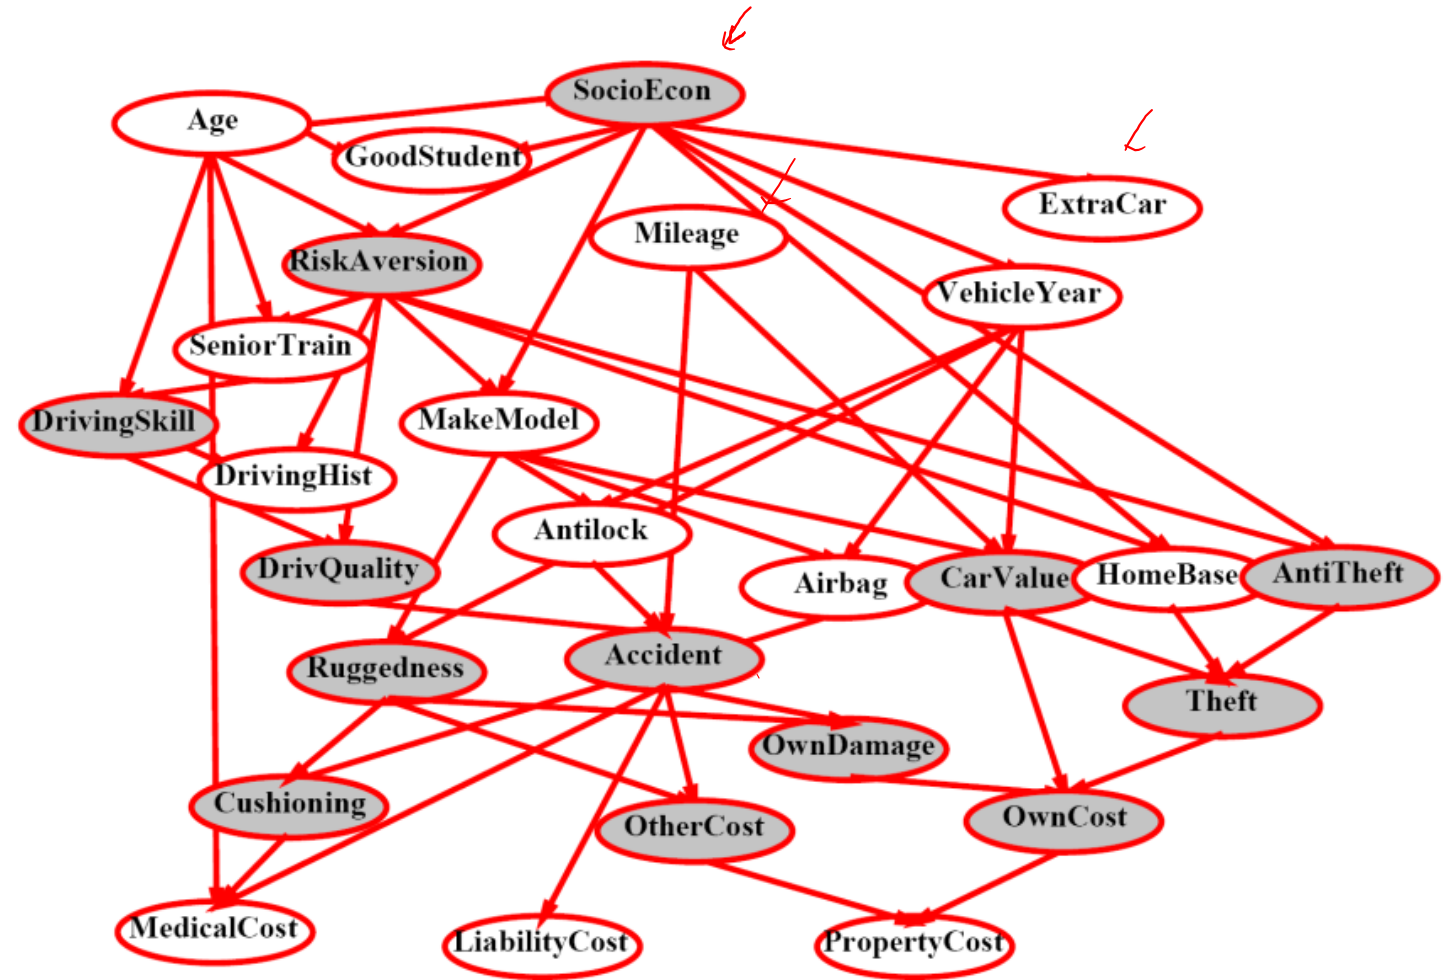 SocioEcon
Age
GoodStudent
ExtraCar
Mileage
RiskAversion
VehicleYear
SeniorTrain
DrivingSkill
MakeModel
DrivingHist
Antilock
DrivQuality
Airbag
CarValue
HomeBase
AntiTheft
Ruggedness
Accident
Theft
OwnDamage
Cushioning
OtherCost
OwnCost
MedicalCost
LiabilityCost
PropertyCost